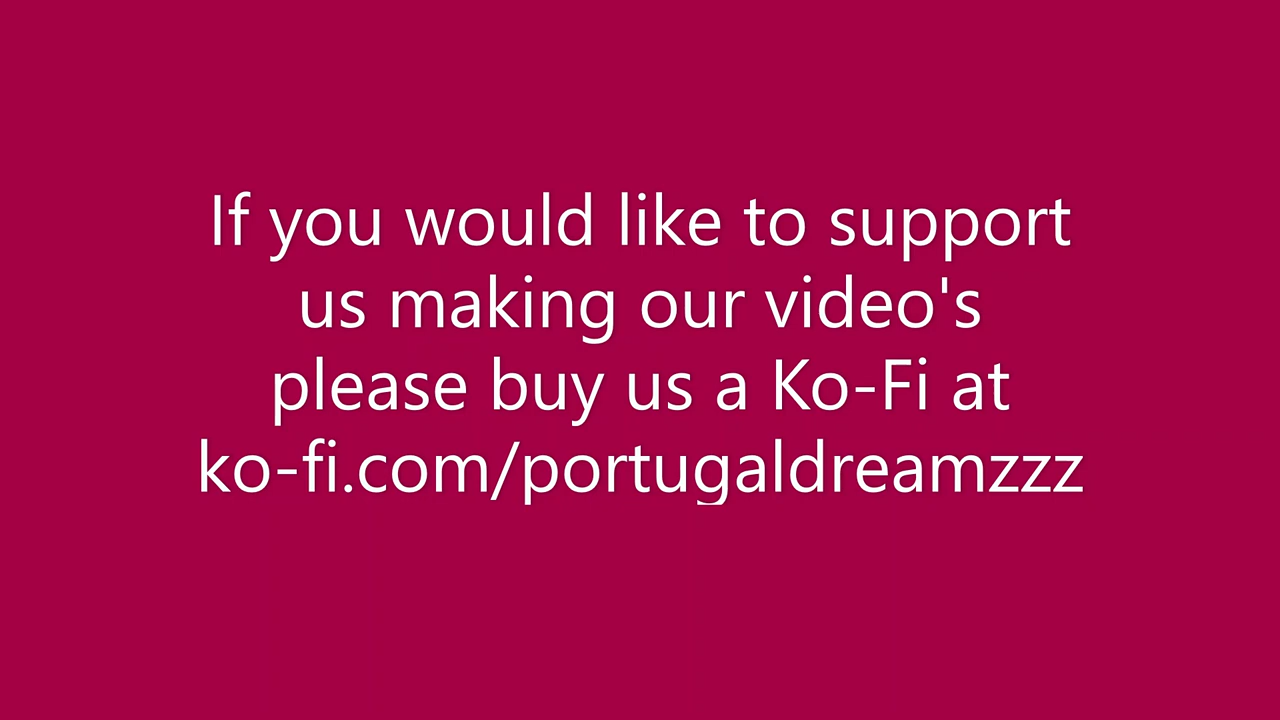 If you would like to support
us making our video's
please buy us a Ko-Fi at
ko-fi.com/portugaldreamzzz